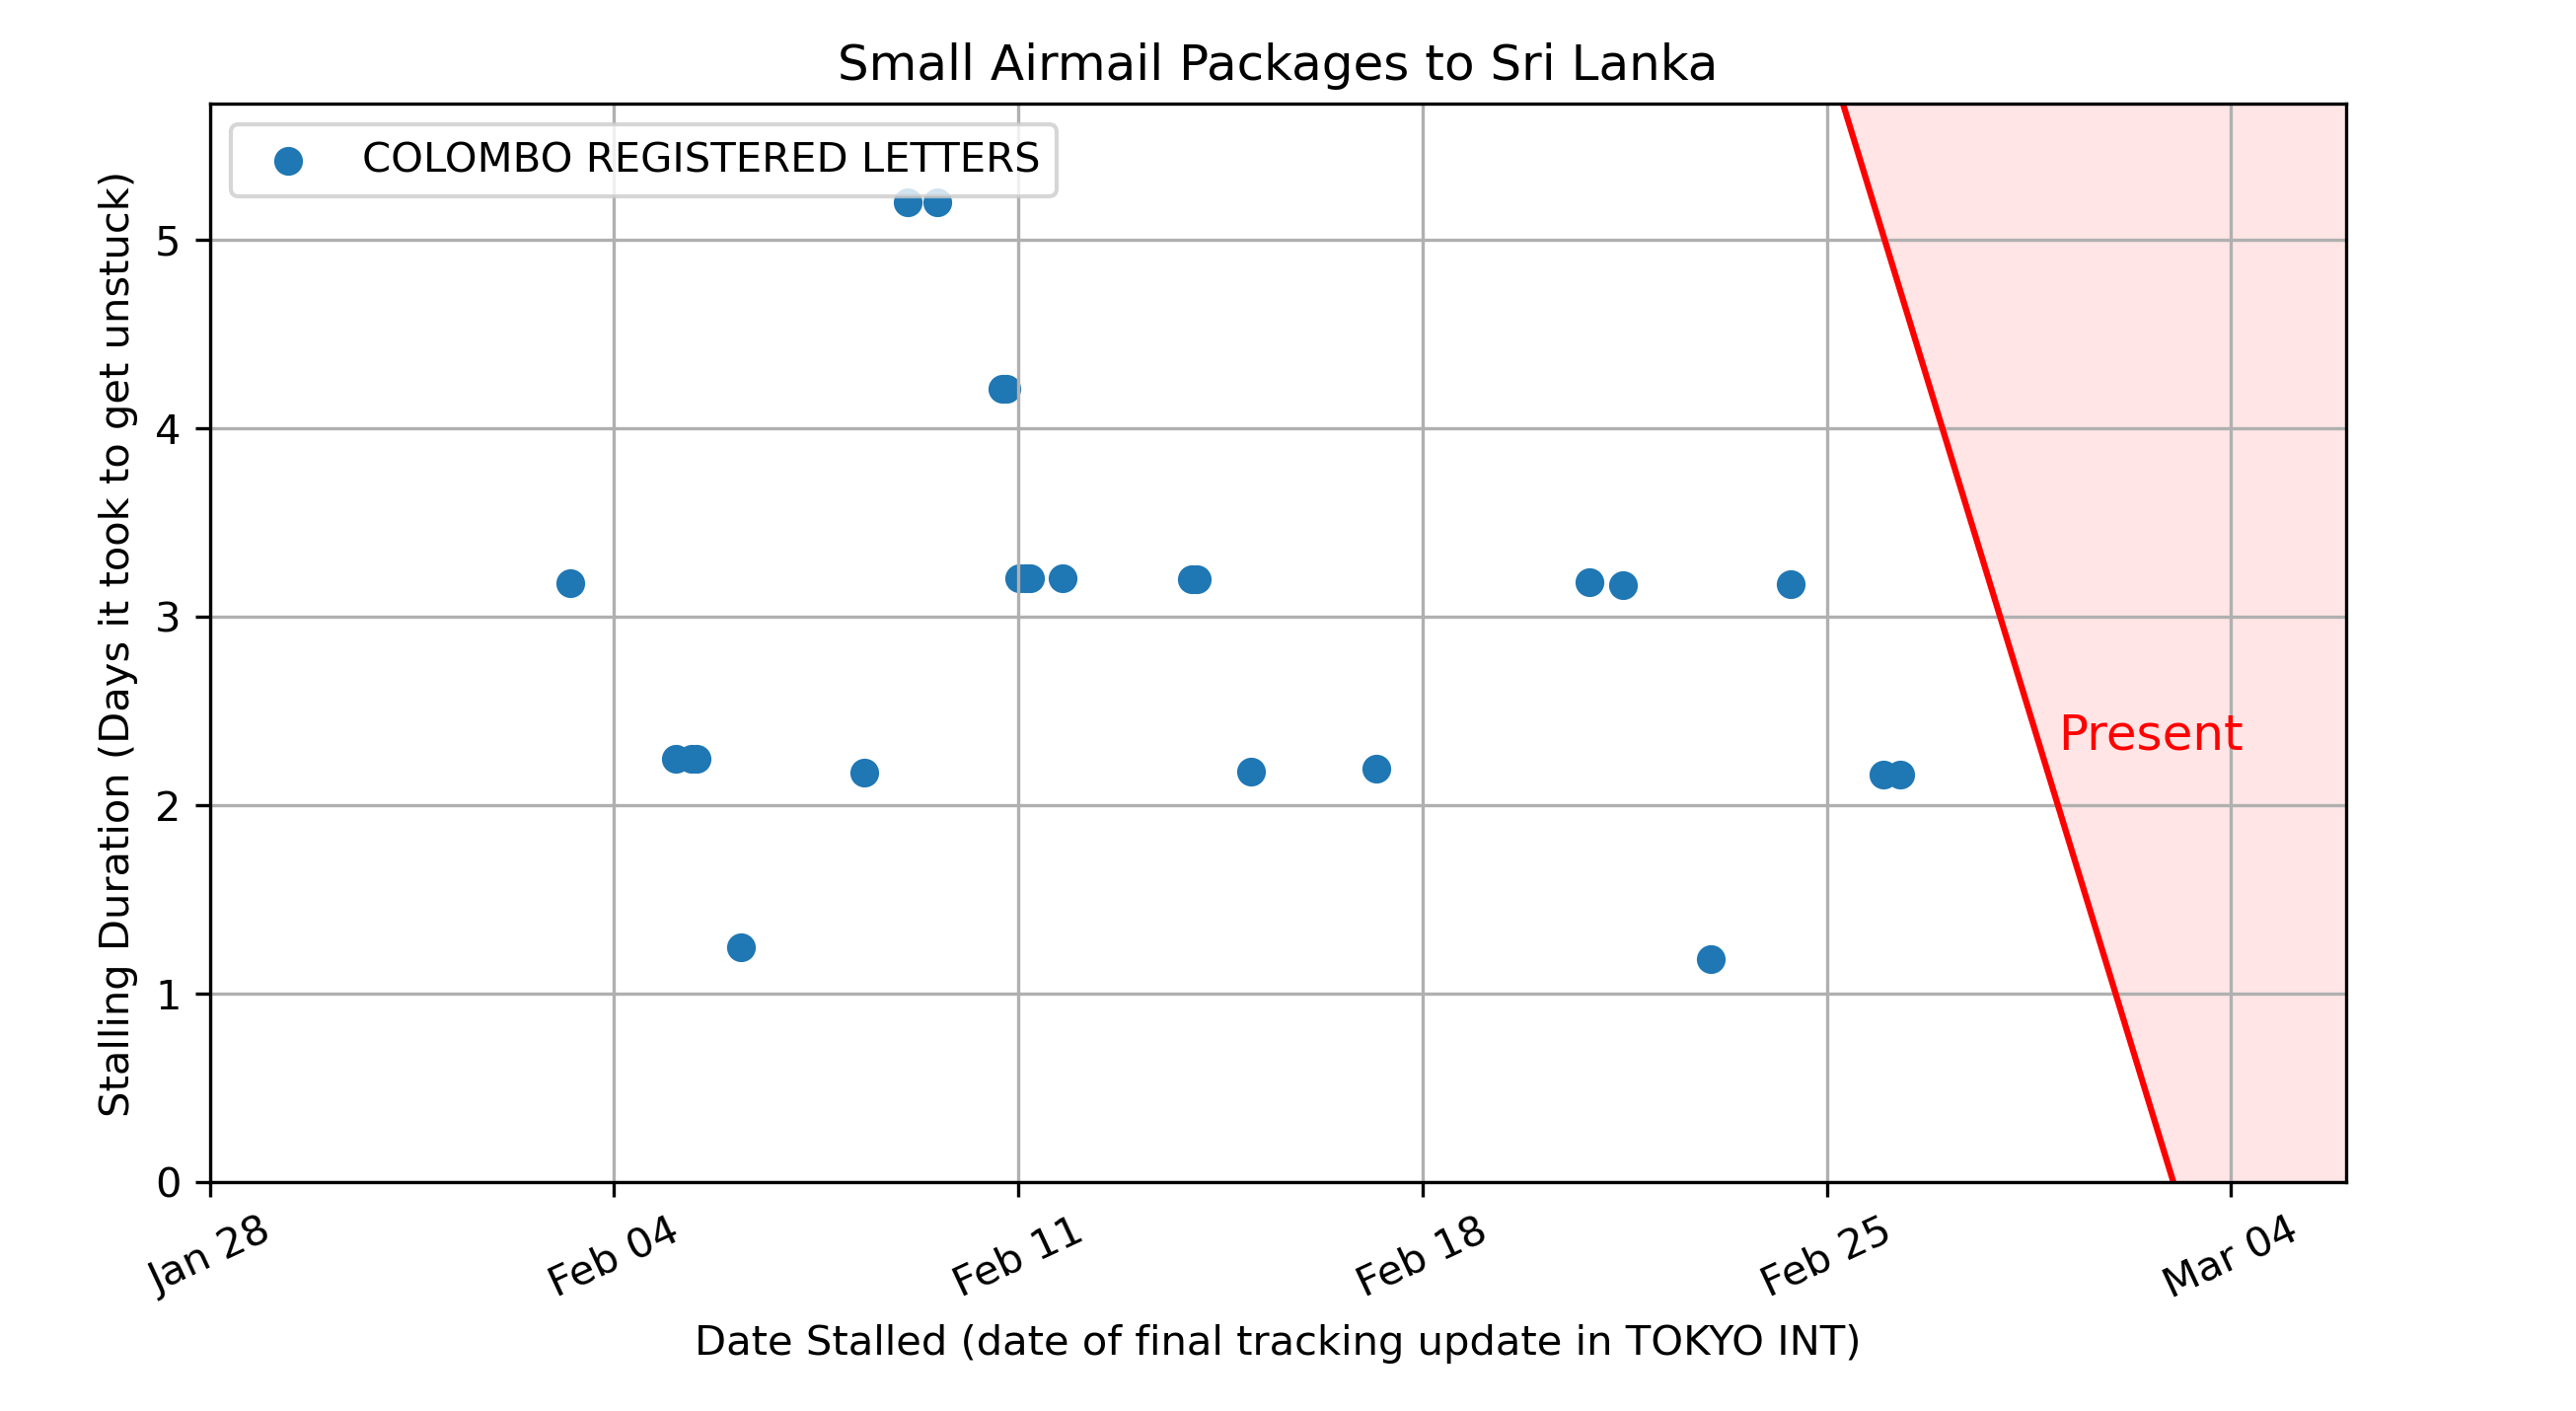 Small Airmail Packages to Sri Lanka
COLOMBO REGISTERED LETTERS
Stalling Duration (Days it took to get unstuck)
5
4
3
2
1
0
Present
Jan 28
Feb 04
Feb 11
Feb 18
Feb 25
Mar 04
Date Stalled (date of final tracking update in TOKYO INT)